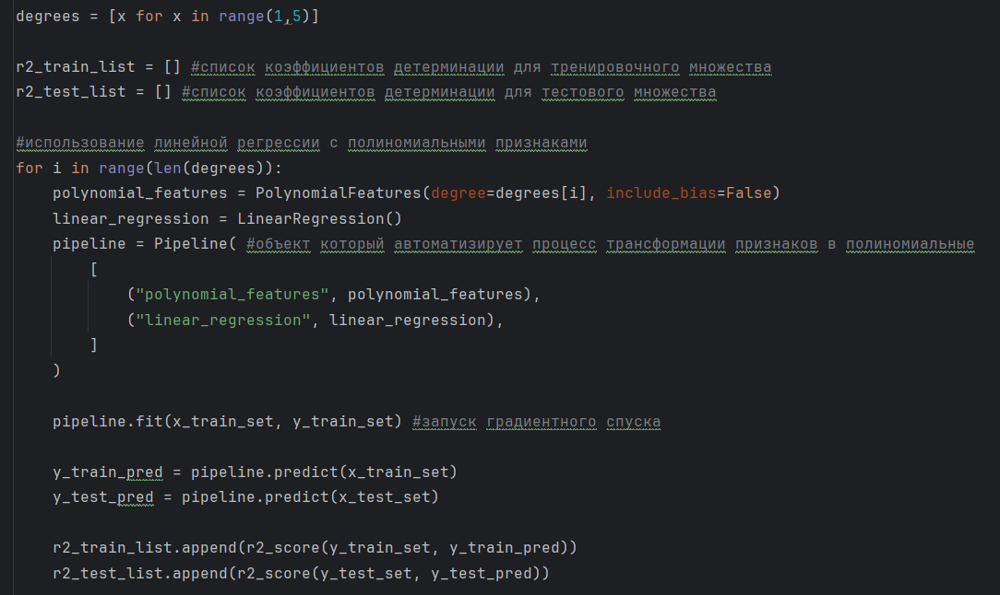 degrees = [x for x in range(1,5)]
r2_train_list = [] #список коэффициентов детерминации для тренировочного множества
r2_test_list = [] #список коэффициентов детерминации для тестового множества
#использование линейной регрессии с полиномиальными признаками
for i in range(len(degrees)):
    polynomial_features = PolynomialFeatures(degree=degrees[i], include_bias=False)
    linear_regression = LinearRegression()
    pipeline = Pipeline( #объект который автоматизирует процесс трансформации признаков в полиномиальные
        [
            ("polynomial_features", polynomial_features),
            ("linear_regression", linear_regression),
        ]
    )
    pipeline.fit(x_train_set, y_train_set) #запуск градиентного спуска
    y_train_pred = pipeline.predict(x_train_set)
    y_test_pred = pipeline.predict(x_test_set)
    r2_train_list.append(r2_score(y_train_set, y_train_pred))
    r2_test_list.append(r2_score(y_test_set, y_test_pred))